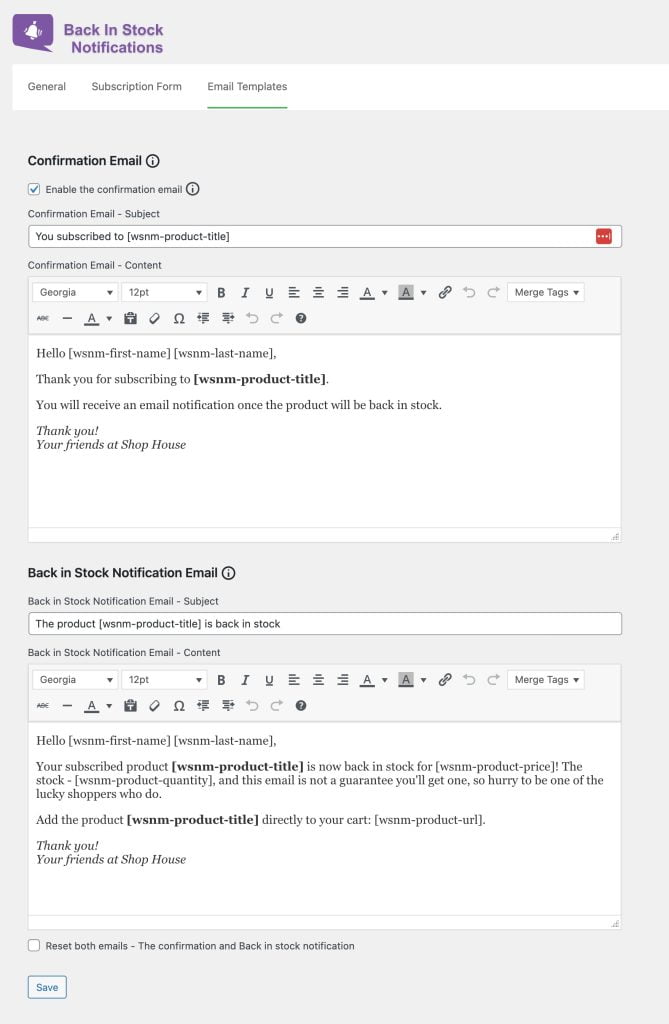 Back In Stock
Notifications
General Subscription Form Email Templates
Confirmation Email
Enable the confirmation email
Confirmation Email - Subject
You subscribed to [wsnm-product-title]
Confirmation Email - Content
Georgia 12pt B I U A A Merge Tags
ABC A
Hello [wsnm-first-name] [wsnm-last-name],
Thank you for subscribing to [wsnm-product-title].
You will receive an email notification once the product will be back in stock.
Thank you!
Your friends at Shop House
Back in Stock Notification Email
Back in Stock Notification Email - Subject
The product [wsnm-product-title] is back in stock
Back in Stock Notification Email - Content
Georgia 12pt B I U A A Merge Tags
ABC A
Hello [wsnm-first-name] [wsnm-last-name],
Your subscribed product [wsnm-product-title] is now back in stock for [wsnm-product-price]! The
stock - [wsnm-product-quantity], and this email is not a guarantee you'll get one, so hurry to be one of the
lucky shoppers who do.
Add the product [wsnm-product-title] directly to your cart: [wsnm-product-url].
Thank you!
Your friends at Shop House
Reset both emails - The confirmation and Back in stock notification
Save